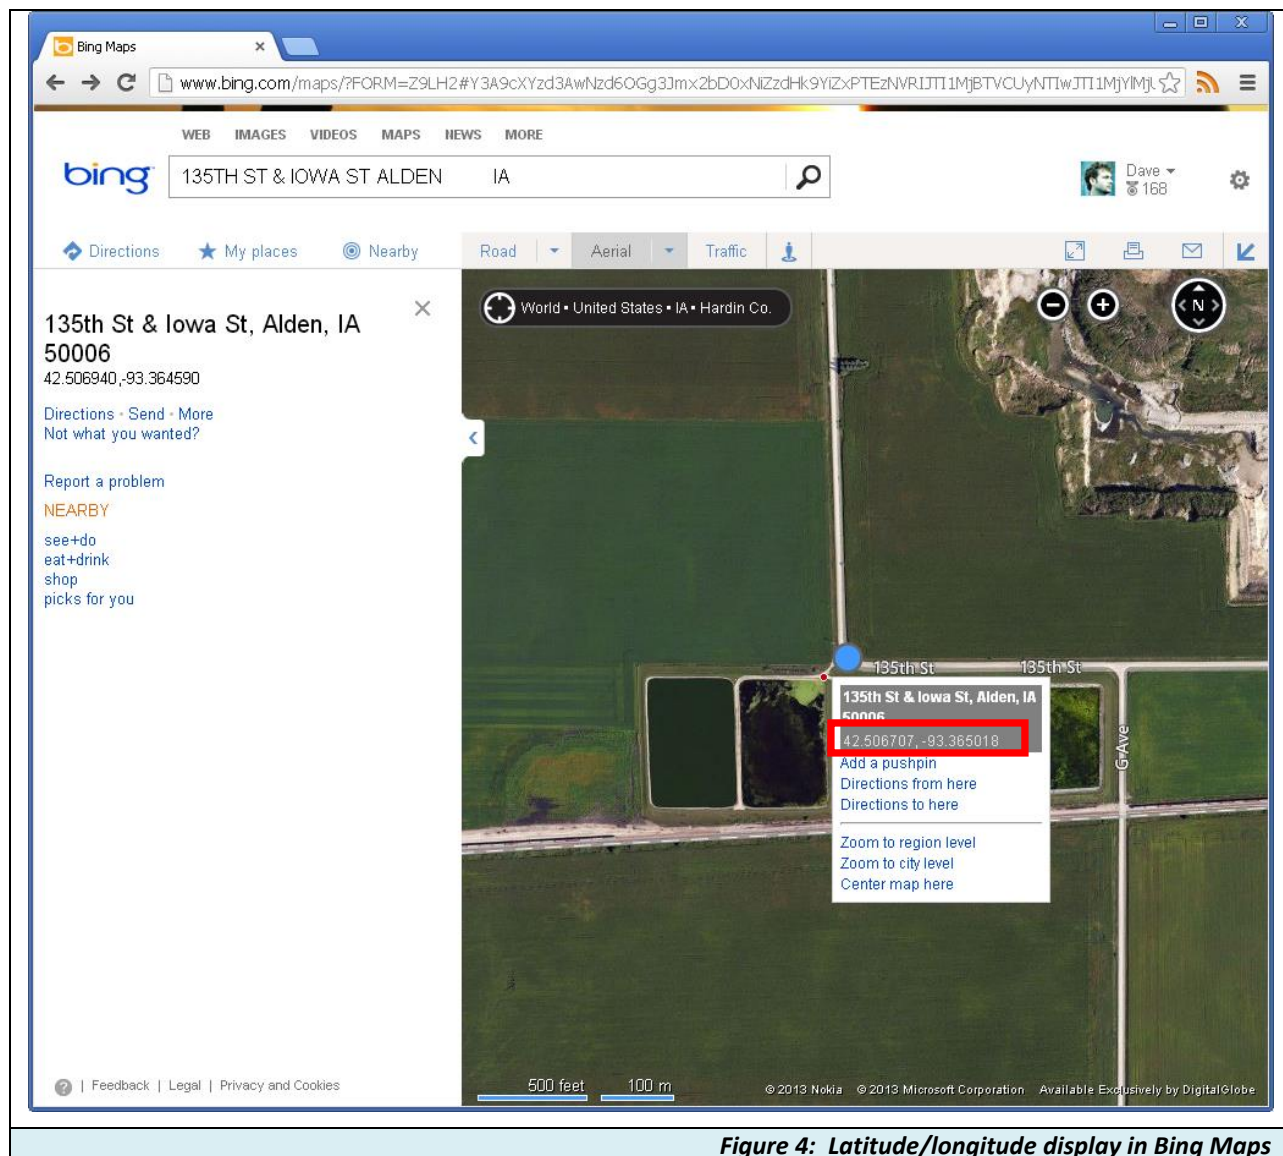 Bing Maps
www.bing.com/maps/?FORM=Z9LH2#Y3A9cXYzd3AwNzd6OGg3Jmx2bD0xNiZzdHk9YiZxPTEzNVRIJTI1MjBTVCUyNTIwJTI1MjYlMjU
WEB IMAGES VIDEOS MAPS NEWS MORE
bing
135TH ST & IOWA ST ALDEN IA
Dave
168
Directions My places Nearby Road Aerial Traffic
World • United States • IA • Hardin Co.
N
135th St & Iowa St, Alden, IA
50006
42.506940,-93.364590
Directions · Send · More
Not what you wanted?
Report a problem
NEARBY
see+do
eat+drink
shop
picks for you
135th St 135th St
135th St & Iowa St, Alden, IA
50006
42.506707, -93.365018
Add a pushpin
Directions from here
Directions to here
Zoom to region level
Zoom to city level
Center map here
G Ave
? | Feedback | Legal | Privacy and Cookies
500 feet 100 m
© 2013 Nokia © 2013 Microsoft Corporation Available Exclusively by DigitalGlobe
Figure 4: Latitude/longitude display in Bing Maps